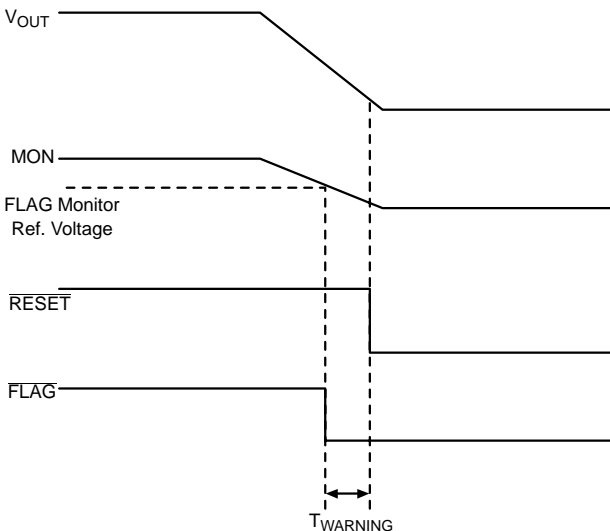 VOUT
MON
FLAG Monitor
Ref. Voltage
RESET
FLAG
TWARNING